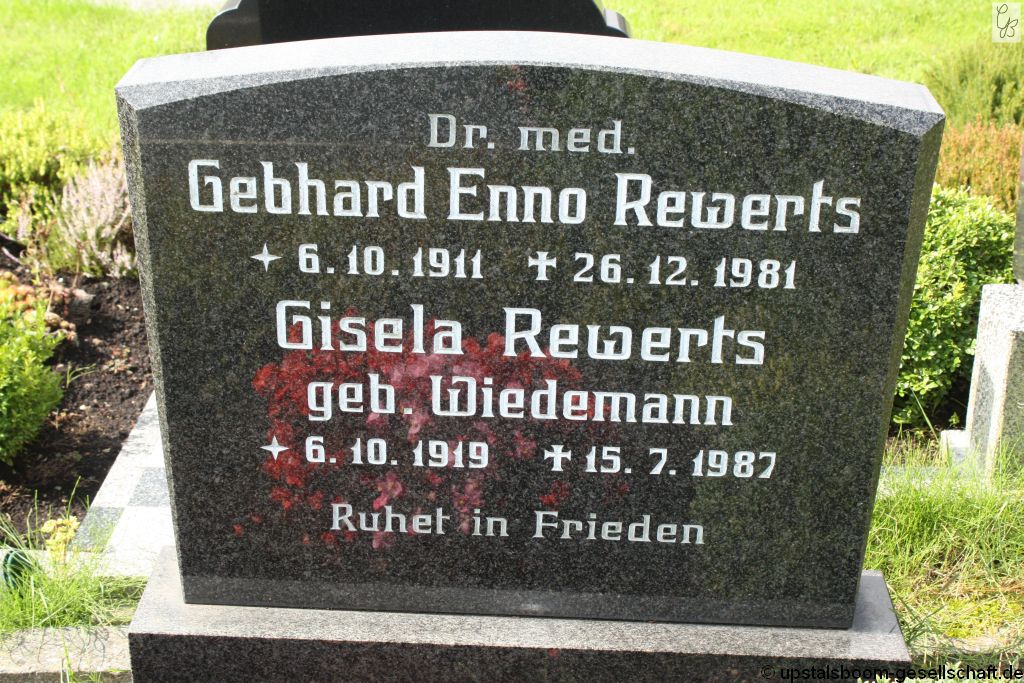 Dr. med.
Gebhard Enno Rewerts
✦ 6. 10. 1911 ✝ 26. 12. 1981
Gisela Rewerts
geb. Wiedemann
✦ 6. 10. 1919 ✝ 15. 7. 1987
Ruhet in Frieden
© upstalsboom-gesellschaft.de